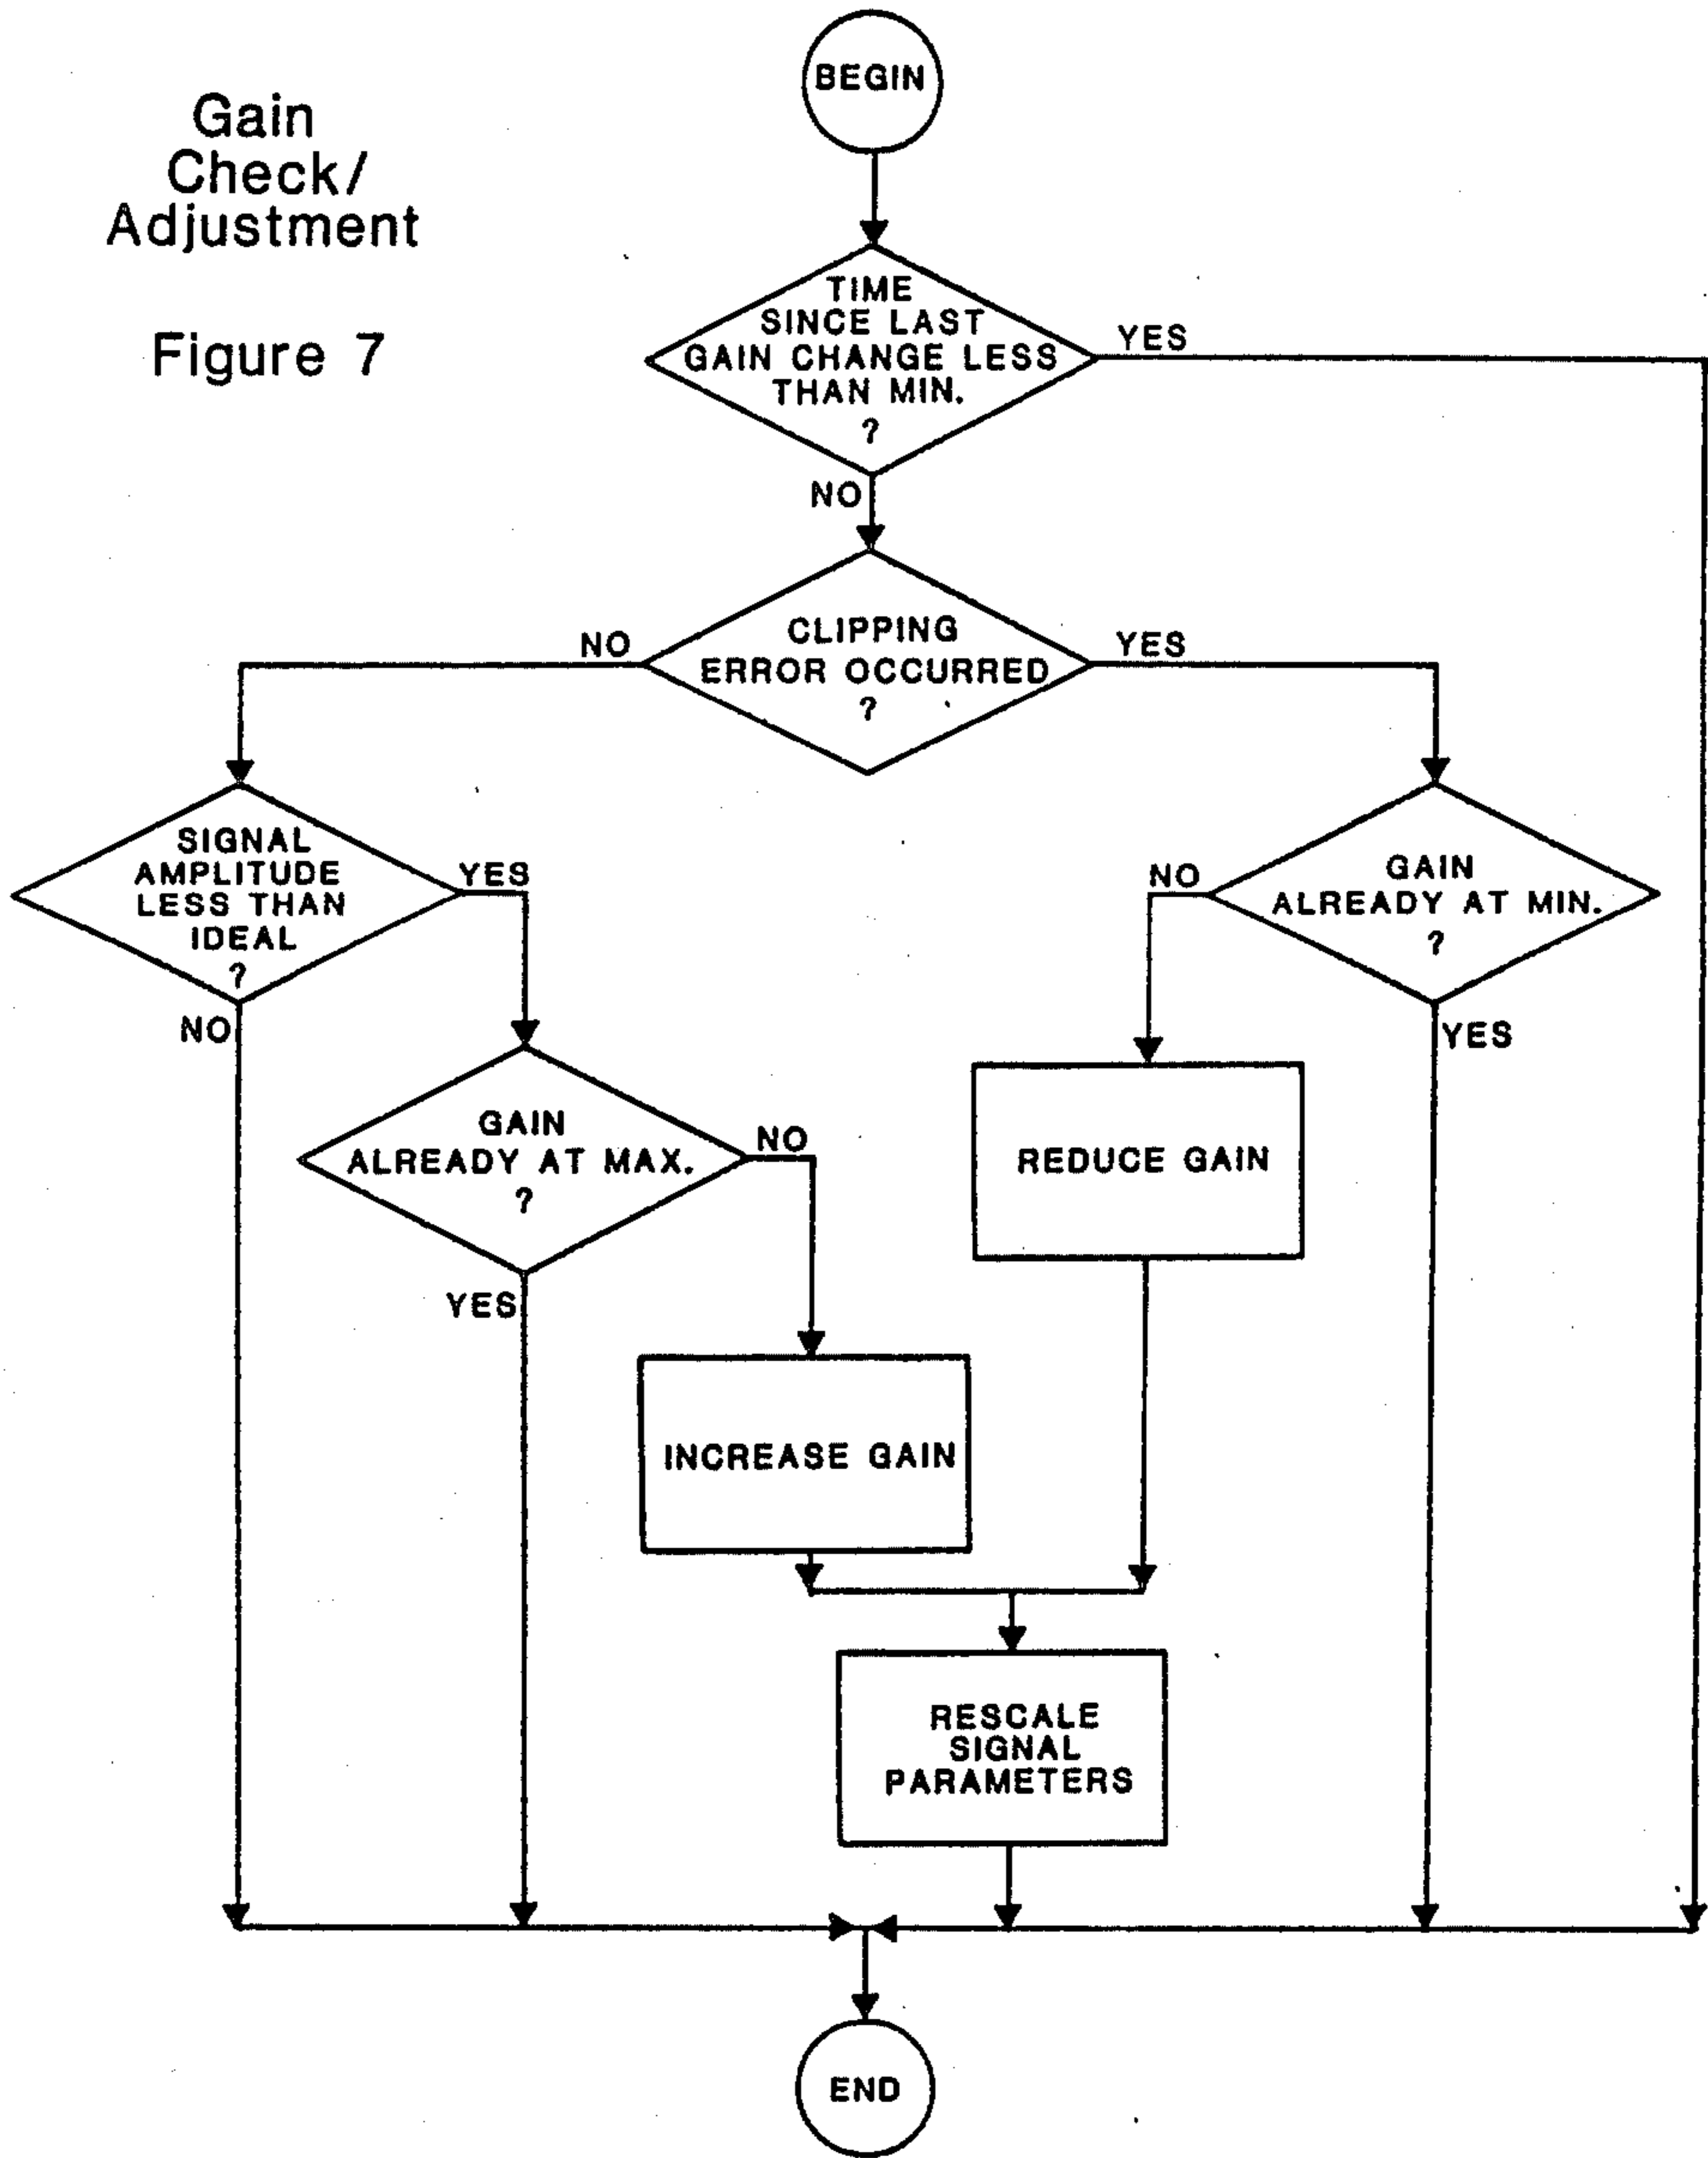 BEGIN
Gain
Check/
Adjustment
Figure 7
TIME
SINCE LAST
GAIN CHANGE LESS
THAN MIN.
?
YES
NO
CLIPPING
ERROR OCCURRED
?
NO
YES
SIGNAL
AMPLITUDE
LESS THAN
IDEAL
?
YES
NO
GAIN
ALREADY AT MIN.
?
NO
YES
GAIN
ALREADY AT MAX.
?
NO
YES
REDUCE GAIN
INCREASE GAIN
RESCALE
SIGNAL
PARAMETERS
END